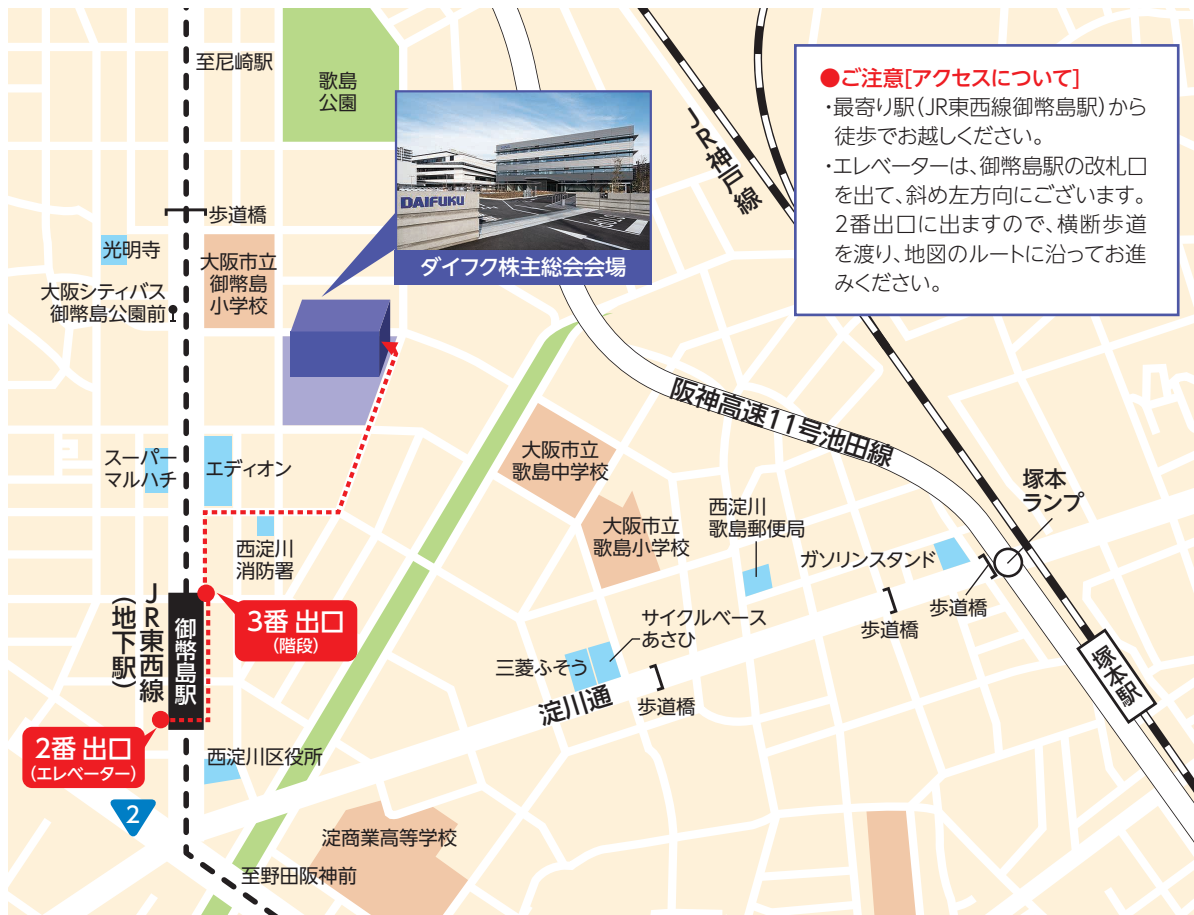 至尼崎駅
歌島
公園
JR神戸線
●ご注意[アクセスについて]
・最寄り駅(JR東西線御幣島駅)から
徒歩でお越しください。
・エレベーターは、御幣島駅の改札口
を出て、斜め左方向にございます。
2番出口に出ますので、横断歩道
を渡り、地図のルートに沿ってお進
みください。
DAIFUKU
ダイフク株主総会会場
歩道橋
光明寺
大阪市立
御幣島
小学校
大阪シティバス
御幣島公園前
阪神高速11号池田線
スーパー
マルハチ
エディオン
大阪市立
歌島中学校
塚本
ランプ
西淀川
消防署
大阪市立
歌島小学校
西淀川
歌島郵便局
ガソリンスタンド
歩道橋
歩道橋
JR東西線
(地下駅)
御幣島駅
3番 出口
(階段)
サイクルベース
あさひ
三菱ふそう
淀川通
歩道橋
塚本駅
2番 出口
(エレベーター)
西淀川区役所
2
淀商業高等学校
至野田阪神前